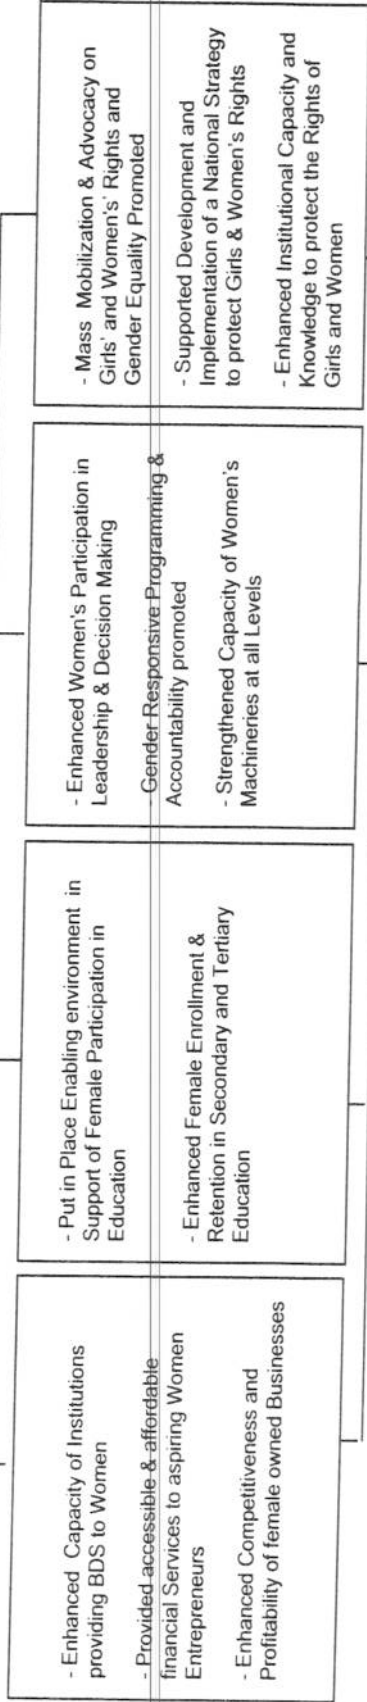 - Enhanced Capacity of Institutions
providing BDS to Women
- Provided accessible & affordable
financial Services to aspiring Women
Entrepreneurs
- Enhanced Competitiveness and
Profitability of female owned Businesses
- Put in Place Enabling environment in
Support of Female Participation in
Education
- Enhanced Female Enrollment &
Retention in Secondary and Tertiary
Education
- Enhanced Women's Participation in
Leadership & Decision Making
- Gender Responsive Programming &
Accountability promoted
- Strengthened Capacity of Women's
Machineries at all Levels
- Mass Mobilization & Advocacy on
Girls' and Women's' Rights and
Gender Equality Promoted
- Supported Development and
Implementation of a National Strategy
to protect Girls & Women's Rights
- Enhanced Institutional Capacity and
Knowledge to protect the Rights of
Girls and Women